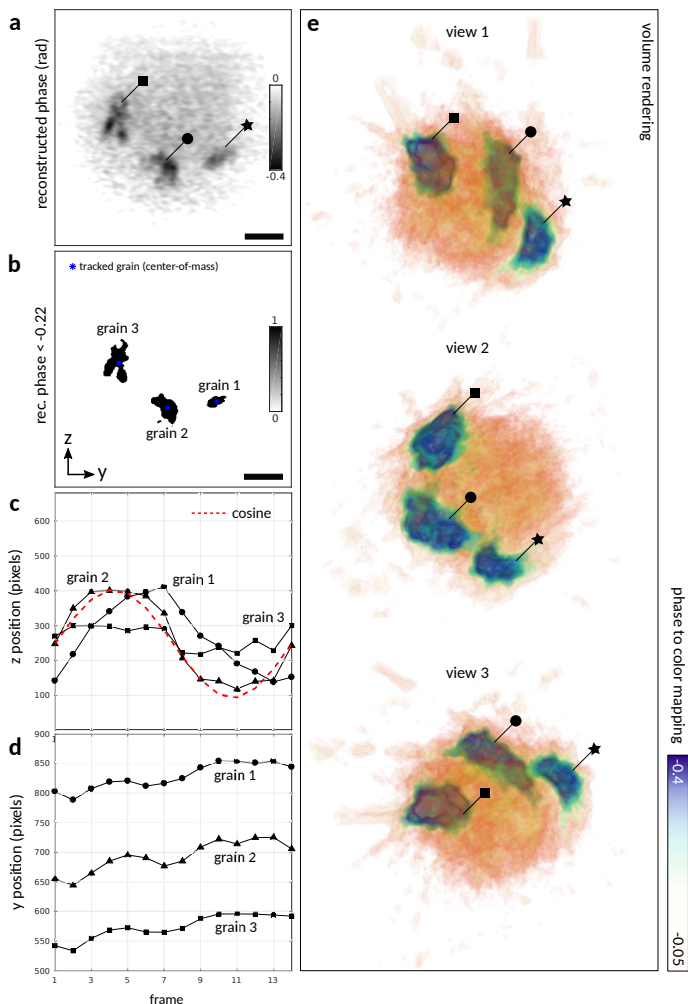 a
reconstructed phase (rad)
0
-0.4
b
tracked grain (center-of-mass)
rec. phase < -0.22
grain 3
grain 1
grain 2
1
0
z
y
c
cosine
z position (pixels)
600
500
400
300
200
100
grain 2
grain 1
grain 3
1
d
y position (pixels)
900
850
800
750
700
650
600
550
500
grain 1
grain 2
grain 3
1 3 5 7 9 11 13
frame
e
view 1
volume rendering
view 2
view 3
phase to color mapping
-0.4
-0.05